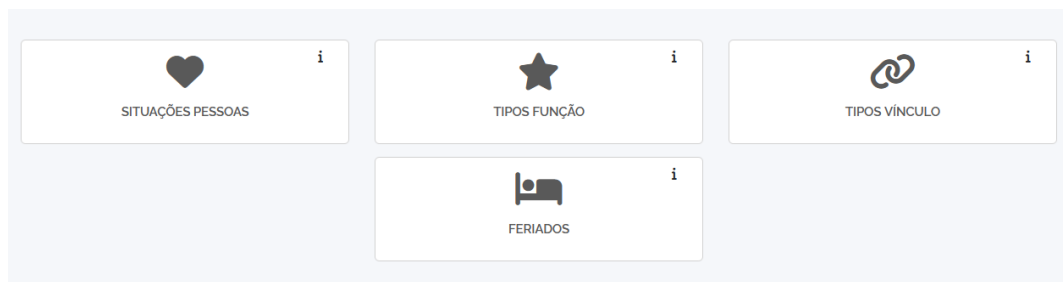 i
SITUAÇÕES PESSOAS
i
TIPOS FUNÇÃO
i
TIPOS VÍNCULO
i
FERIADOS